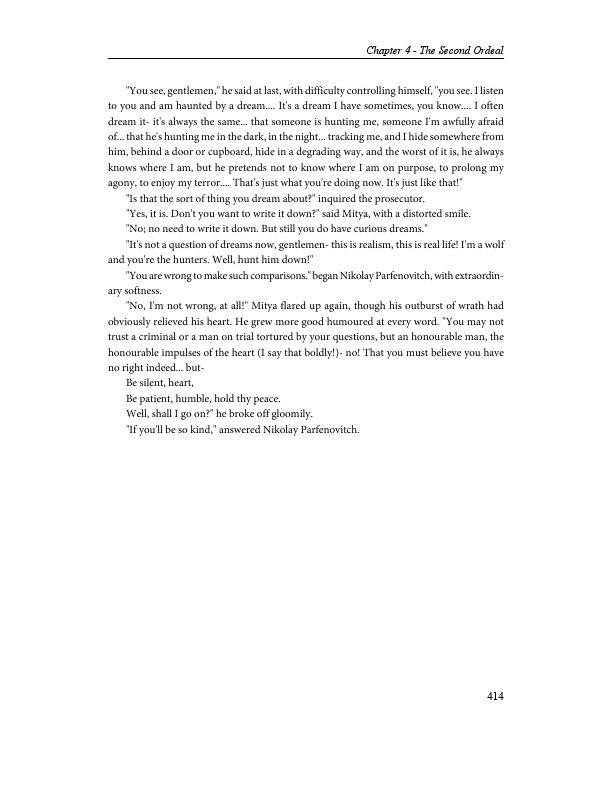 Chapter 4 - The Second Ordeal
"You see, gentlemen," he said at last, with difficulty controlling himself, "you see. I listen
to you and am haunted by a dream.... It's a dream I have sometimes, you know.... I often
dream it- it's always the same... that someone is hunting me, someone I'm awfully afraid
of... that he's hunting me in the dark, in the night... tracking me, and I hide somewhere from
him, behind a door or cupboard, hide in a degrading way, and the worst of it is, he always
knows where I am, but he pretends not to know where I am on purpose, to prolong my
agony, to enjoy my terror.... That's just what you're doing now. It's just like that!"
"Is that the sort of thing you dream about?" inquired the prosecutor.
"Yes, it is. Don't you want to write it down?" said Mitya, with a distorted smile.
"No; no need to write it down. But still you do have curious dreams."
"It's not a question of dreams now, gentlemen- this is realism, this is real life! I'm a wolf
and you're the hunters. Well, hunt him down!"
"You are wrong to make such comparisons." began Nikolay Parfenovitch, with extraordin-
ary softness.
"No, I'm not wrong, at all!" Mitya flared up again, though his outburst of wrath had
obviously relieved his heart. He grew more good humoured at every word. "You may not
trust a criminal or a man on trial tortured by your questions, but an honourable man, the
honourable impulses of the heart (I say that boldly!)- no! That you must believe you have
no right indeed... but-
Be silent, heart,
Be patient, humble, hold thy peace.
Well, shall I go on?" he broke off gloomily.
"If you'll be so kind," answered Nikolay Parfenovitch.
414